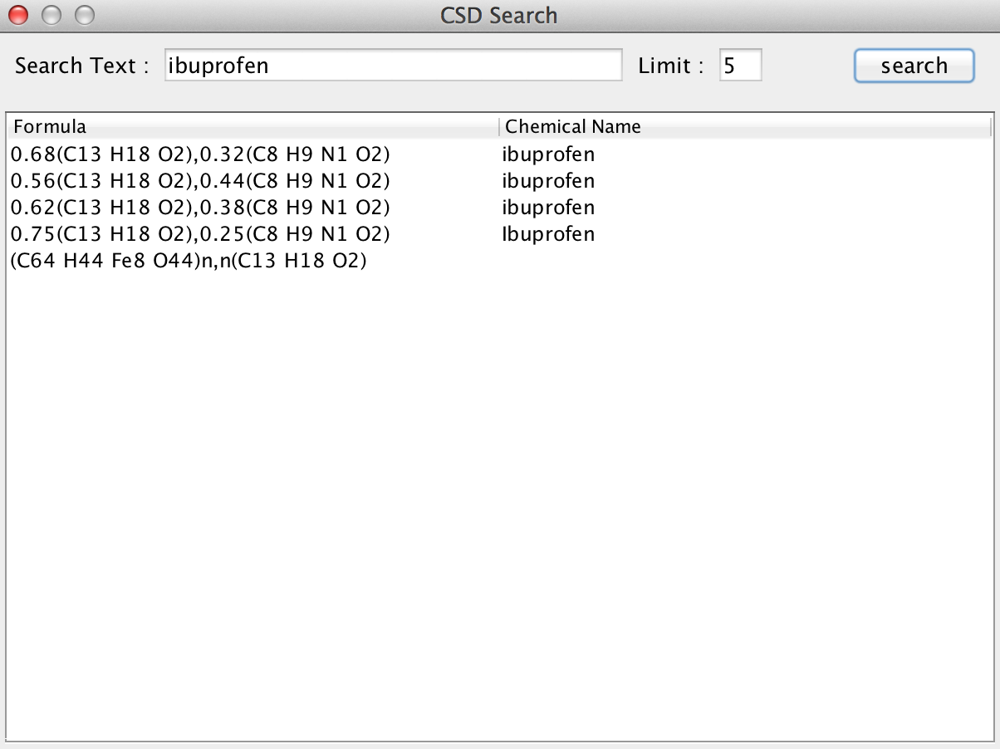 CSD Search
Search Text : ibuprofen Limit : 5 search
Formula Chemical Name
0.68(C13 H18 O2),0.32(C8 H9 N1 O2) ibuprofen
0.56(C13 H18 O2),0.44(C8 H9 N1 O2) ibuprofen
0.62(C13 H18 O2),0.38(C8 H9 N1 O2) ibuprofen
0.75(C13 H18 O2),0.25(C8 H9 N1 O2) Ibuprofen
(C64 H44 Fe8 O44)n,n(C13 H18 O2)